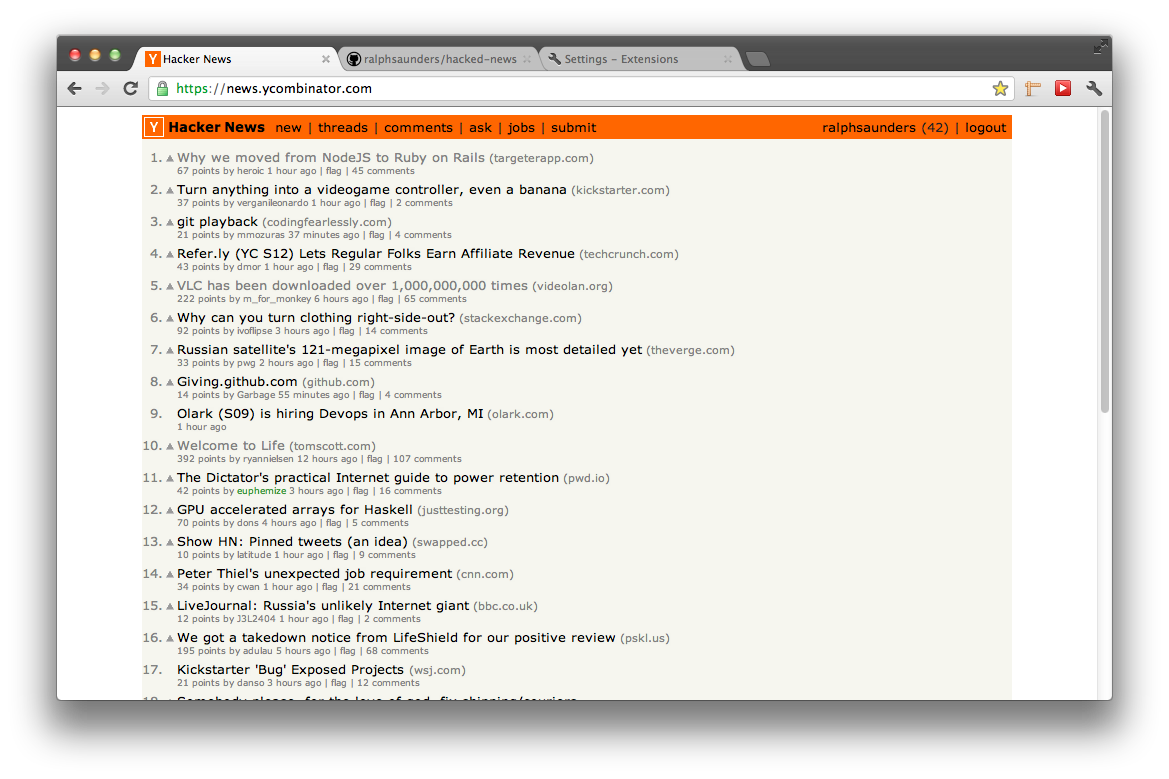 Hacker News
ralphsaunders/hacked-news
Settings – Extensions
https://news.ycombinator.com
Y Hacker News new | threads | comments | ask | jobs | submit ralphsaunders (42) | logout
1. Why we moved from NodeJS to Ruby on Rails (targeterapp.com)
67 points by heroic 1 hour ago | flag | 45 comments
2. Turn anything into a videogame controller, even a banana (kickstarter.com)
37 points by verganileonardo 1 hour ago | flag | 2 comments
3. git playback (codingfearlessly.com)
21 points by mmozuras 37 minutes ago | flag | 4 comments
4. Refer.ly (YC S12) Lets Regular Folks Earn Affiliate Revenue (techcrunch.com)
43 points by dmor 1 hour ago | flag | 29 comments
5. VLC has been downloaded over 1,000,000,000 times (videolan.org)
222 points by m_for_monkey 6 hours ago | flag | 65 comments
6. Why can you turn clothing right-side-out? (stackexchange.com)
92 points by ivoflipse 3 hours ago | flag | 14 comments
7. Russian satellite's 121-megapixel image of Earth is most detailed yet (theverge.com)
33 points by pwg 2 hours ago | flag | 15 comments
8. Giving.github.com (github.com)
14 points by Garbage 55 minutes ago | flag | 4 comments
9. Olark (S09) is hiring Devops in Ann Arbor, MI (olark.com)
1 hour ago
10. Welcome to Life (tomscott.com)
392 points by ryannielsen 12 hours ago | flag | 107 comments
11. The Dictator's practical Internet guide to power retention (pwd.io)
42 points by euphemize 3 hours ago | flag | 16 comments
12. GPU accelerated arrays for Haskell (justtesting.org)
70 points by dons 4 hours ago | flag | 5 comments
13. Show HN: Pinned tweets (an idea) (swapped.cc)
10 points by latitude 1 hour ago | flag | 9 comments
14. Peter Thiel's unexpected job requirement (cnn.com)
34 points by cwan 1 hour ago | flag | 21 comments
15. LiveJournal: Russia's unlikely Internet giant (bbc.co.uk)
12 points by J3L2404 1 hour ago | flag | 2 comments
16. We got a takedown notice from LifeShield for our positive review (pskl.us)
195 points by adulau 5 hours ago | flag | 68 comments
17. Kickstarter 'Bug' Exposed Projects (wsj.com)
21 points by danso 3 hours ago | flag | 12 comments
18. Somebody please, for the love of god, fix shipping/couriers